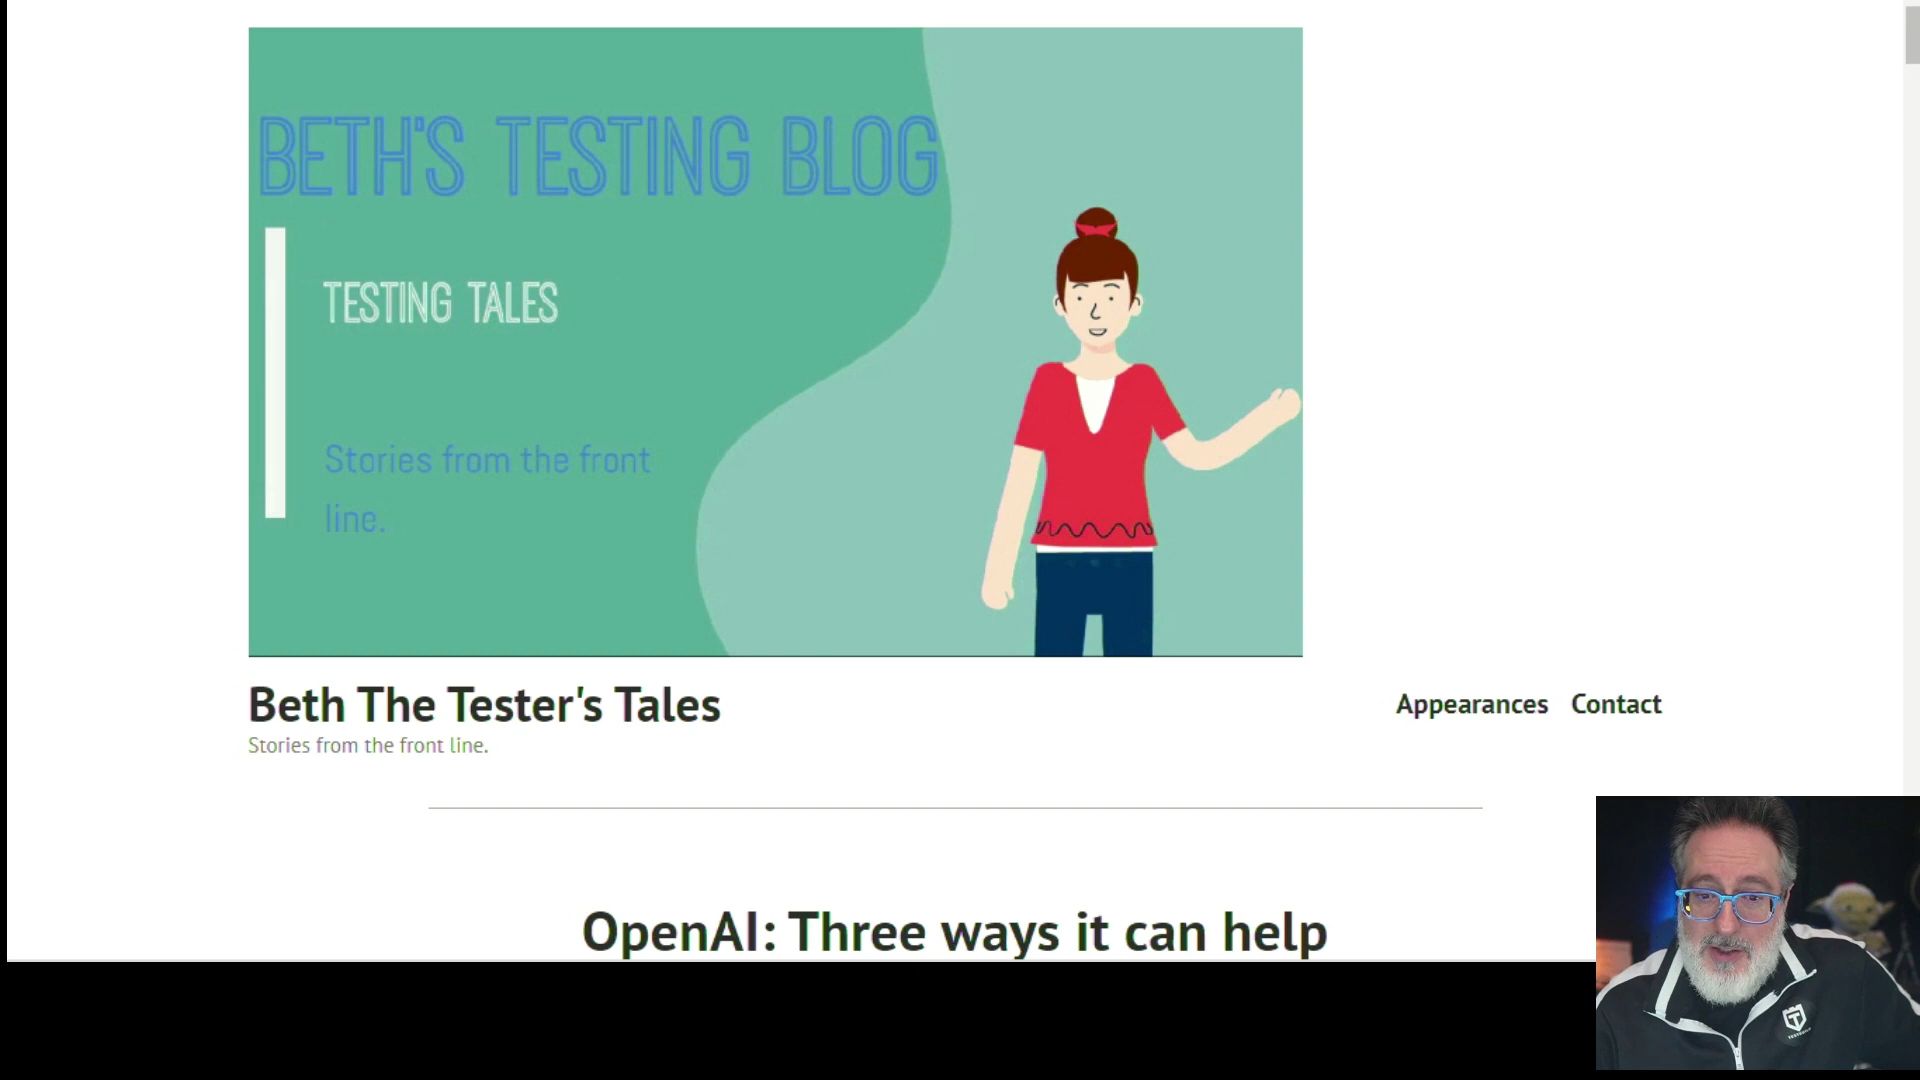 BETH'S TESTING BLOG
TESTING TALES
Stories from the front
line.
Beth The Tester's Tales
Stories from the front line.
Appearances Contact
OpenAI: Three ways it can help